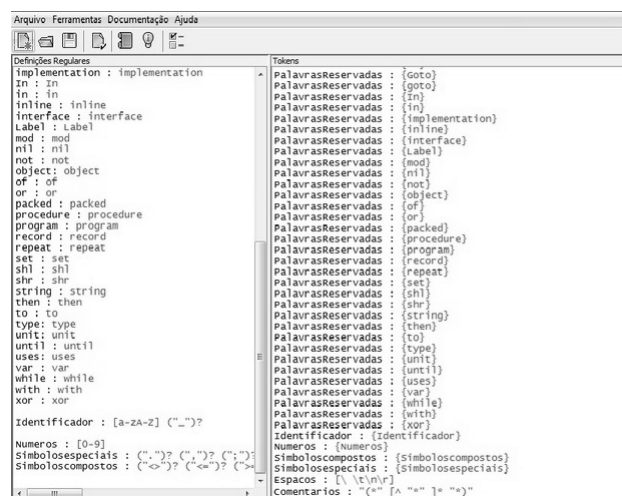 Arquivo Ferramentas Documentação Ajuda
Definições Regulares
implementation : implementation
In : In
in : in
inline : inline
interface : interface
Label : Label
mod : mod
nil : nil
not : not
object: object
of : of
or : or
packed : packed
procedure : procedure
program : program
record : record
repeat : repeat
set : set
shl : shl
shr : shr
string : string
then : then
to : to
type: type
unit: unit
until : until
uses: uses
var : var
while : while
with : with
xor : xor
Identificador : [a-zA-Z] ("_")?
Numeros : [0-9]
Simbolosespeciais : (".")? (",")? (";")?
Simboloscompostos : ("<>")? ("<=")? (">
Tokens
PalavrasReservadas : {Goto}
PalavrasReservadas : {goto}
PalavrasReservadas : {In}
PalavrasReservadas : {in}
PalavrasReservadas : {implementation}
PalavrasReservadas : {inline}
PalavrasReservadas : {interface}
PalavrasReservadas : {Label}
PalavrasReservadas : {mod}
PalavrasReservadas : {nil}
PalavrasReservadas : {not}
PalavrasReservadas : {object}
PalavrasReservadas : {of}
PalavrasReservadas : {or}
PalavrasReservadas : {packed}
PalavrasReservadas : {procedure}
PalavrasReservadas : {program}
PalavrasReservadas : {record}
PalavrasReservadas : {repeat}
PalavrasReservadas : {set}
PalavrasReservadas : {shl}
PalavrasReservadas : {shr}
PalavrasReservadas : {string}
PalavrasReservadas : {then}
PalavrasReservadas : {to}
PalavrasReservadas : {type}
PalavrasReservadas : {unit}
PalavrasReservadas : {until}
PalavrasReservadas : {uses}
PalavrasReservadas : {var}
PalavrasReservadas : {while}
PalavrasReservadas : {with}
PalavrasReservadas : {xor}
Identificador : {Identificador}
Numeros : {Numeros}
Simboloscompostos : {Simboloscompostos}
Simbolosespeciais : {Simbolosespeciais}
Espacos : [\ \t\n\r]
Comentarios : "(*" [^ "*" ]* "*)"